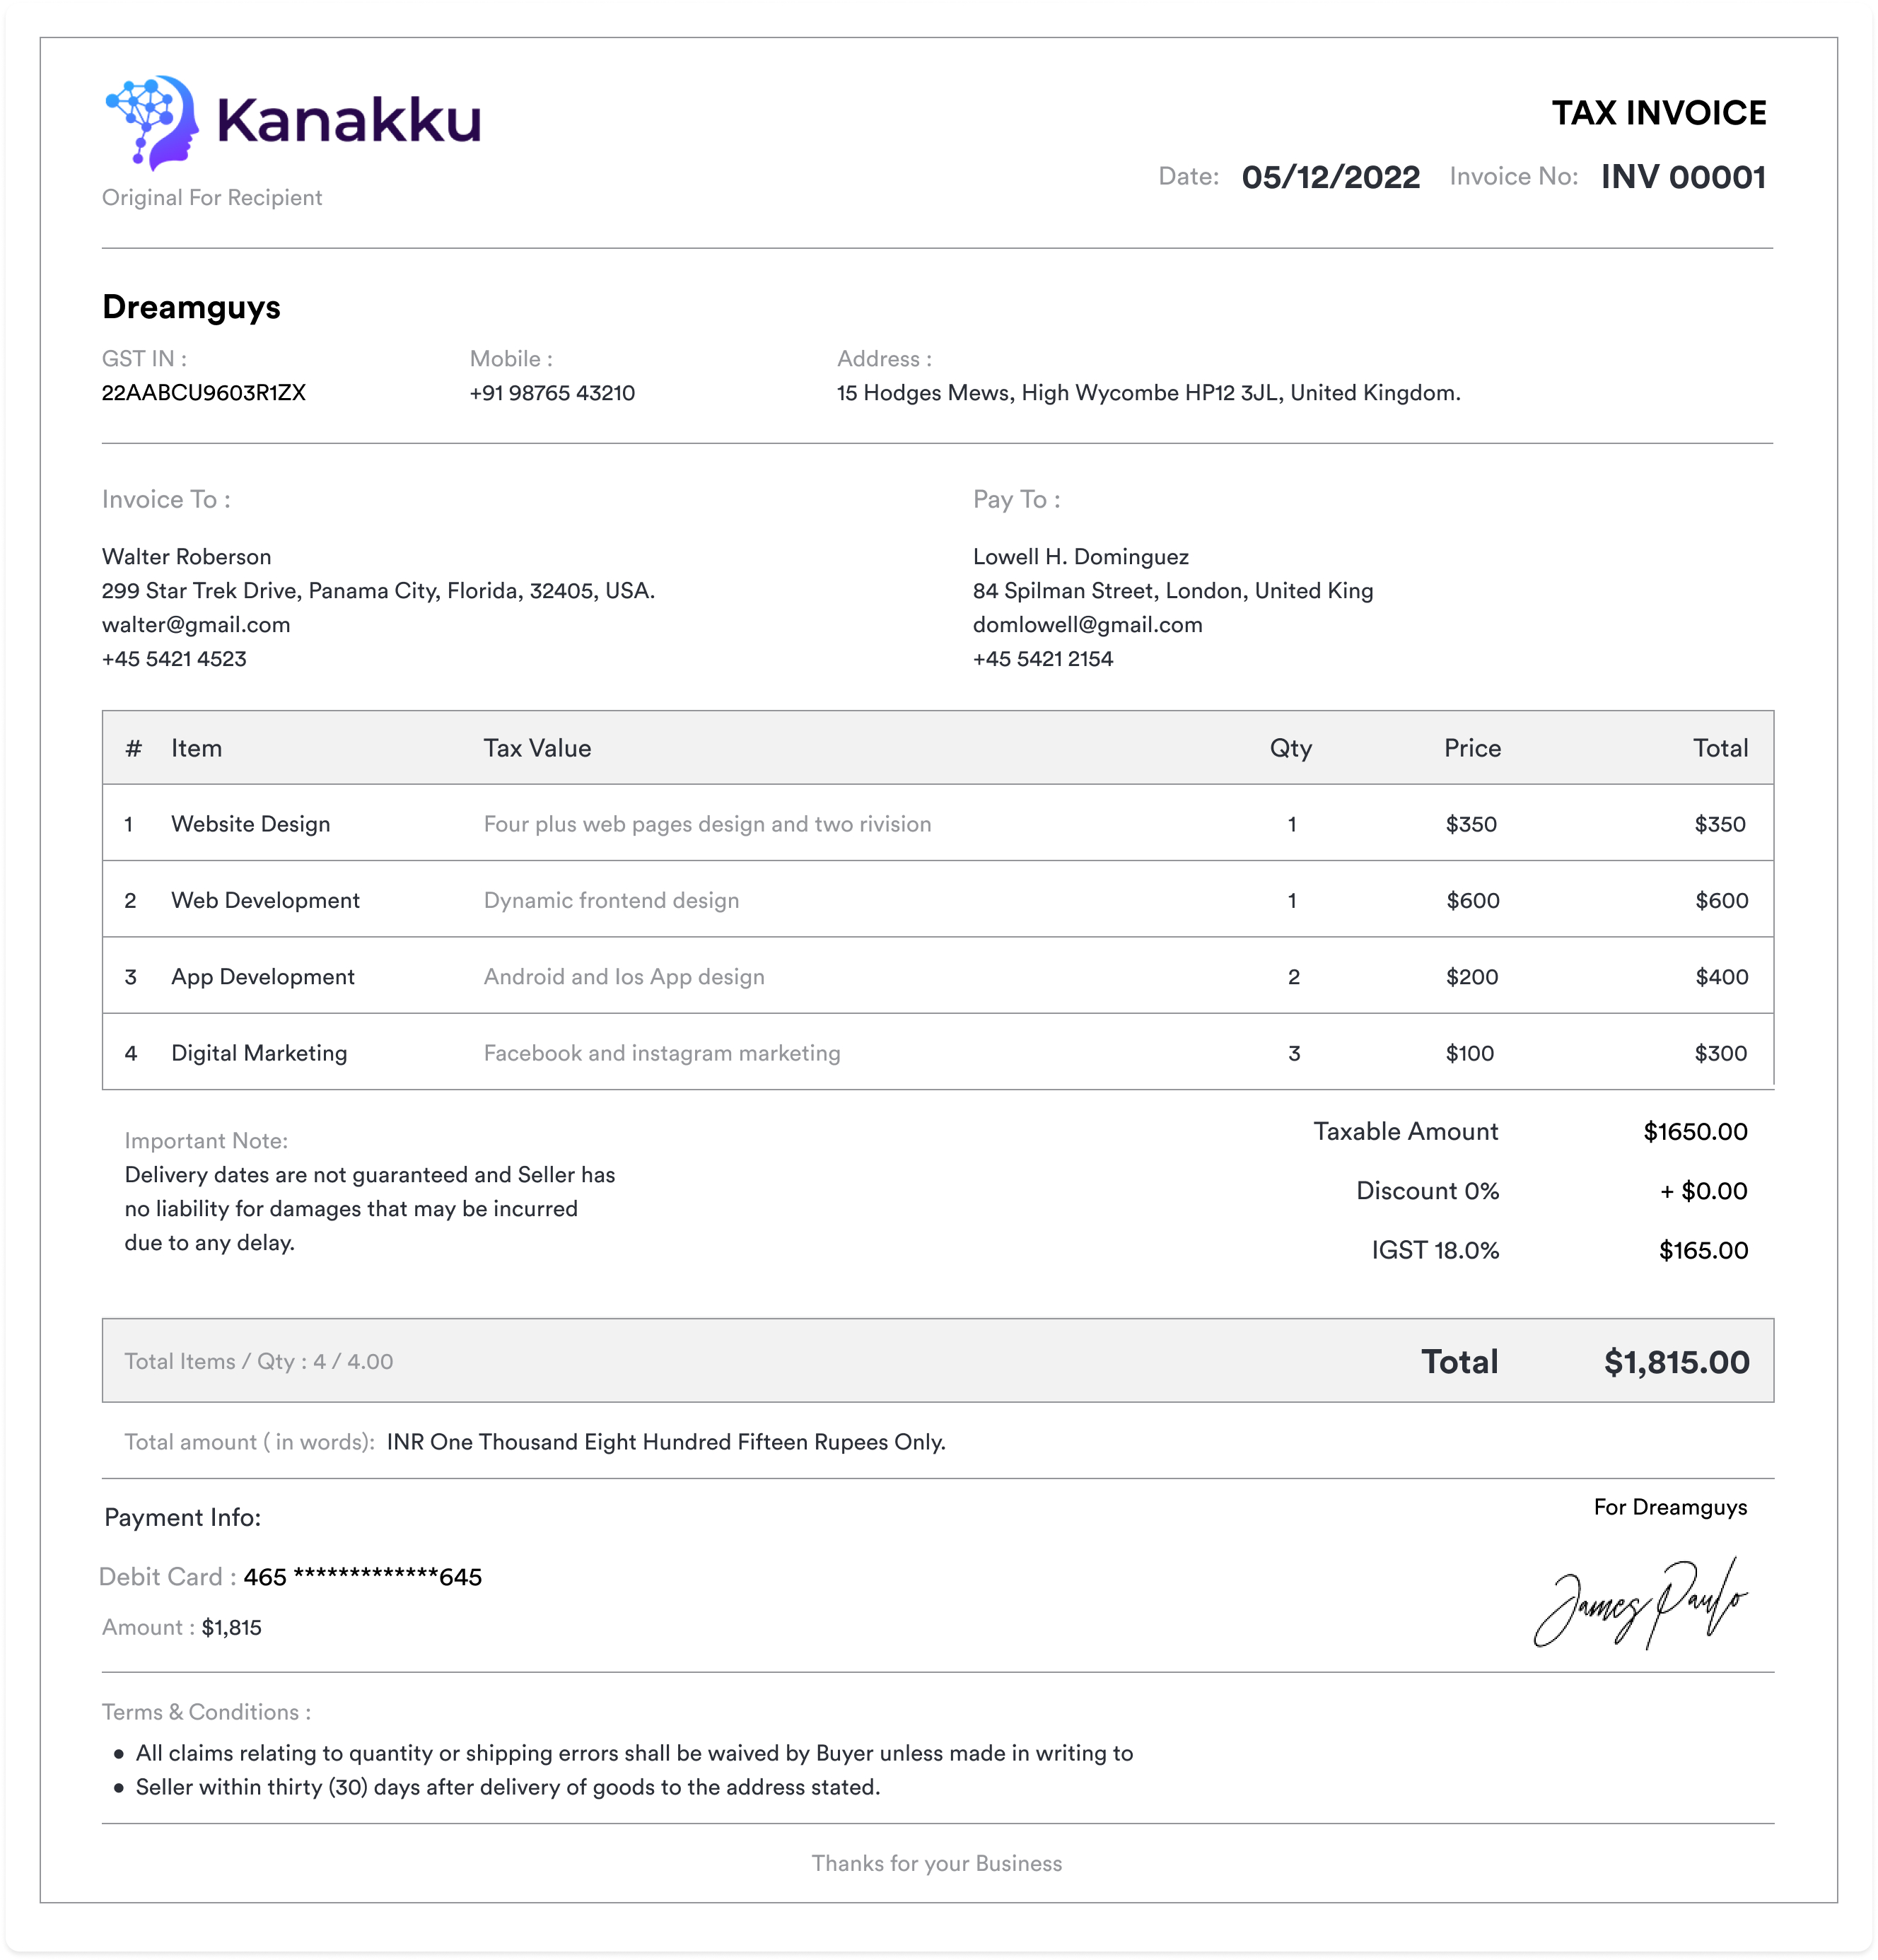 Kanakku
Original For Recipient
TAX INVOICE
Date: 05/12/2022 Invoice No: INV 00001
Dreamguys
GST IN : Mobile : Address :
22AABCU9603R1ZX +91 98765 43210 15 Hodges Mews, High Wycombe HP12 3JL, United Kingdom.
Invoice To :
Walter Roberson
299 Star Trek Drive, Panama City, Florida, 32405, USA.
walter@gmail.com
+45 5421 4523
Pay To :
Lowell H. Dominguez
84 Spilman Street, London, United King
domlowell@gmail.com
+45 5421 2154
# Item Tax Value Qty Price Total
1 Website Design Four plus web pages design and two rivision 1 $350 $350
2 Web Development Dynamic frontend design 1 $600 $600
3 App Development Android and Ios App design 2 $200 $400
4 Digital Marketing Facebook and instagram marketing 3 $100 $300
Important Note:
Delivery dates are not guaranteed and Seller has
no liability for damages that may be incurred
due to any delay.
Taxable Amount $1650.00
Discount 0% + $0.00
IGST 18.0% $165.00
Total Items / Qty : 4 / 4.00 Total $1,815.00
Total amount ( in words): INR One Thousand Eight Hundred Fifteen Rupees Only.
Payment Info:
Debit Card : 465 *************645
Amount : $1,815
For Dreamguys
James Paulo
Terms & Conditions :
● All claims relating to quantity or shipping errors shall be waived by Buyer unless made in writing to
● Seller within thirty (30) days after delivery of goods to the address stated.
Thanks for your Business